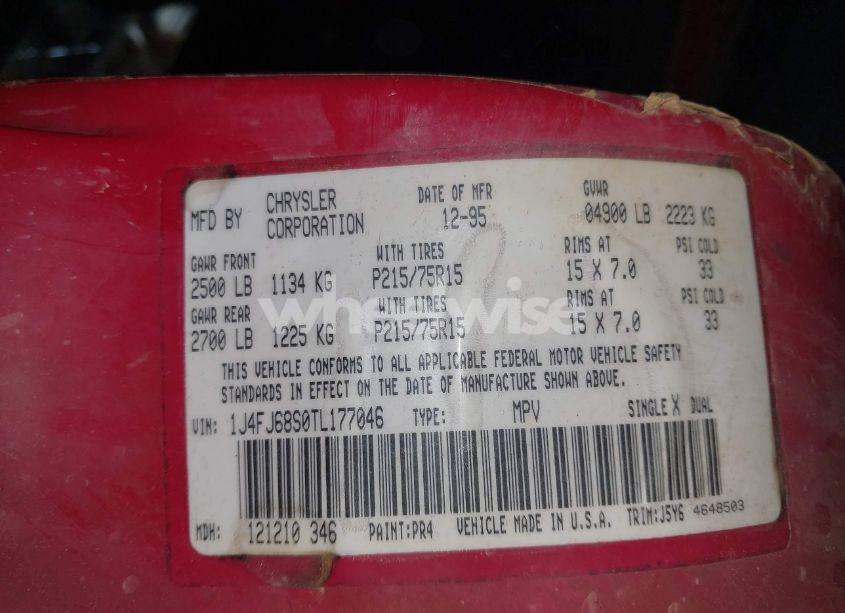 MFD BY CHRYSLER CORPORATION DATE OF MFR 12-95 GVWR 04900 LB 2223 KG
GAWR FRONT WITH TIRES RIMS AT PSI COLD
2500 LB 1134 KG P215/75R15 15 X 7.0 33
GAWR REAR WITH TIRES RIMS AT PSI COLD
2700 LB 1225 KG P215/75R15 15 X 7.0 33
wheelwise
THIS VEHICLE CONFORMS TO ALL APPLICABLE FEDERAL MOTOR VEHICLE SAFETY
STANDARDS IN EFFECT ON THE DATE OF MANUFACTURE SHOWN ABOVE.
VIN: 1J4FJ68S0TL177046 TYPE: MPV SINGLE X DUAL
MDH: 121210 346 PAINT:PR4 VEHICLE MADE IN U.S.A. TRIM:J5Y6 4648503